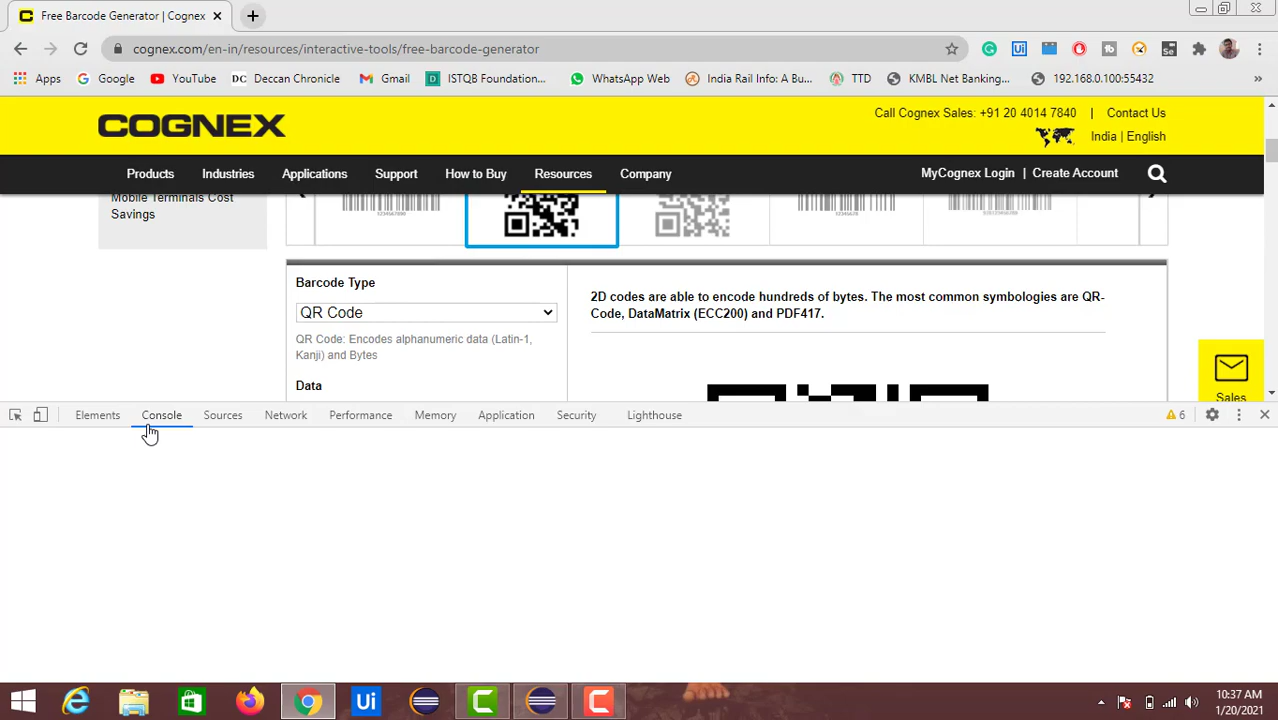 Free Barcode Generator | Cognex
cognex.com/en-in/resources/interactive-tools/free-barcode-generator
Apps Google YouTube DC Deccan Chronicle Gmail ISTQB Foundation... WhatsApp Web India Rail Info: A Bu... TTD KMBL Net Banking... 192.168.0.100:55432 »
Call Cognex Sales: +91 20 4014 7840 | Contact Us
COGNEX
India | English
Products Industries Applications Support How to Buy Resources Company MyCognex Login | Create Account
Mobile Terminals Cost
Savings
Barcode Type
2D codes are able to encode hundreds of bytes. The most common symbologies are QR-
Code, DataMatrix (ECC200) and PDF417.
QR Code
QR Code: Encodes alphanumeric data (Latin-1,
Kanji) and Bytes
Data
Sales
Elements Console Sources Network Performance Memory Application Security Lighthouse 6
Ui
10:37 AM
1/20/2021